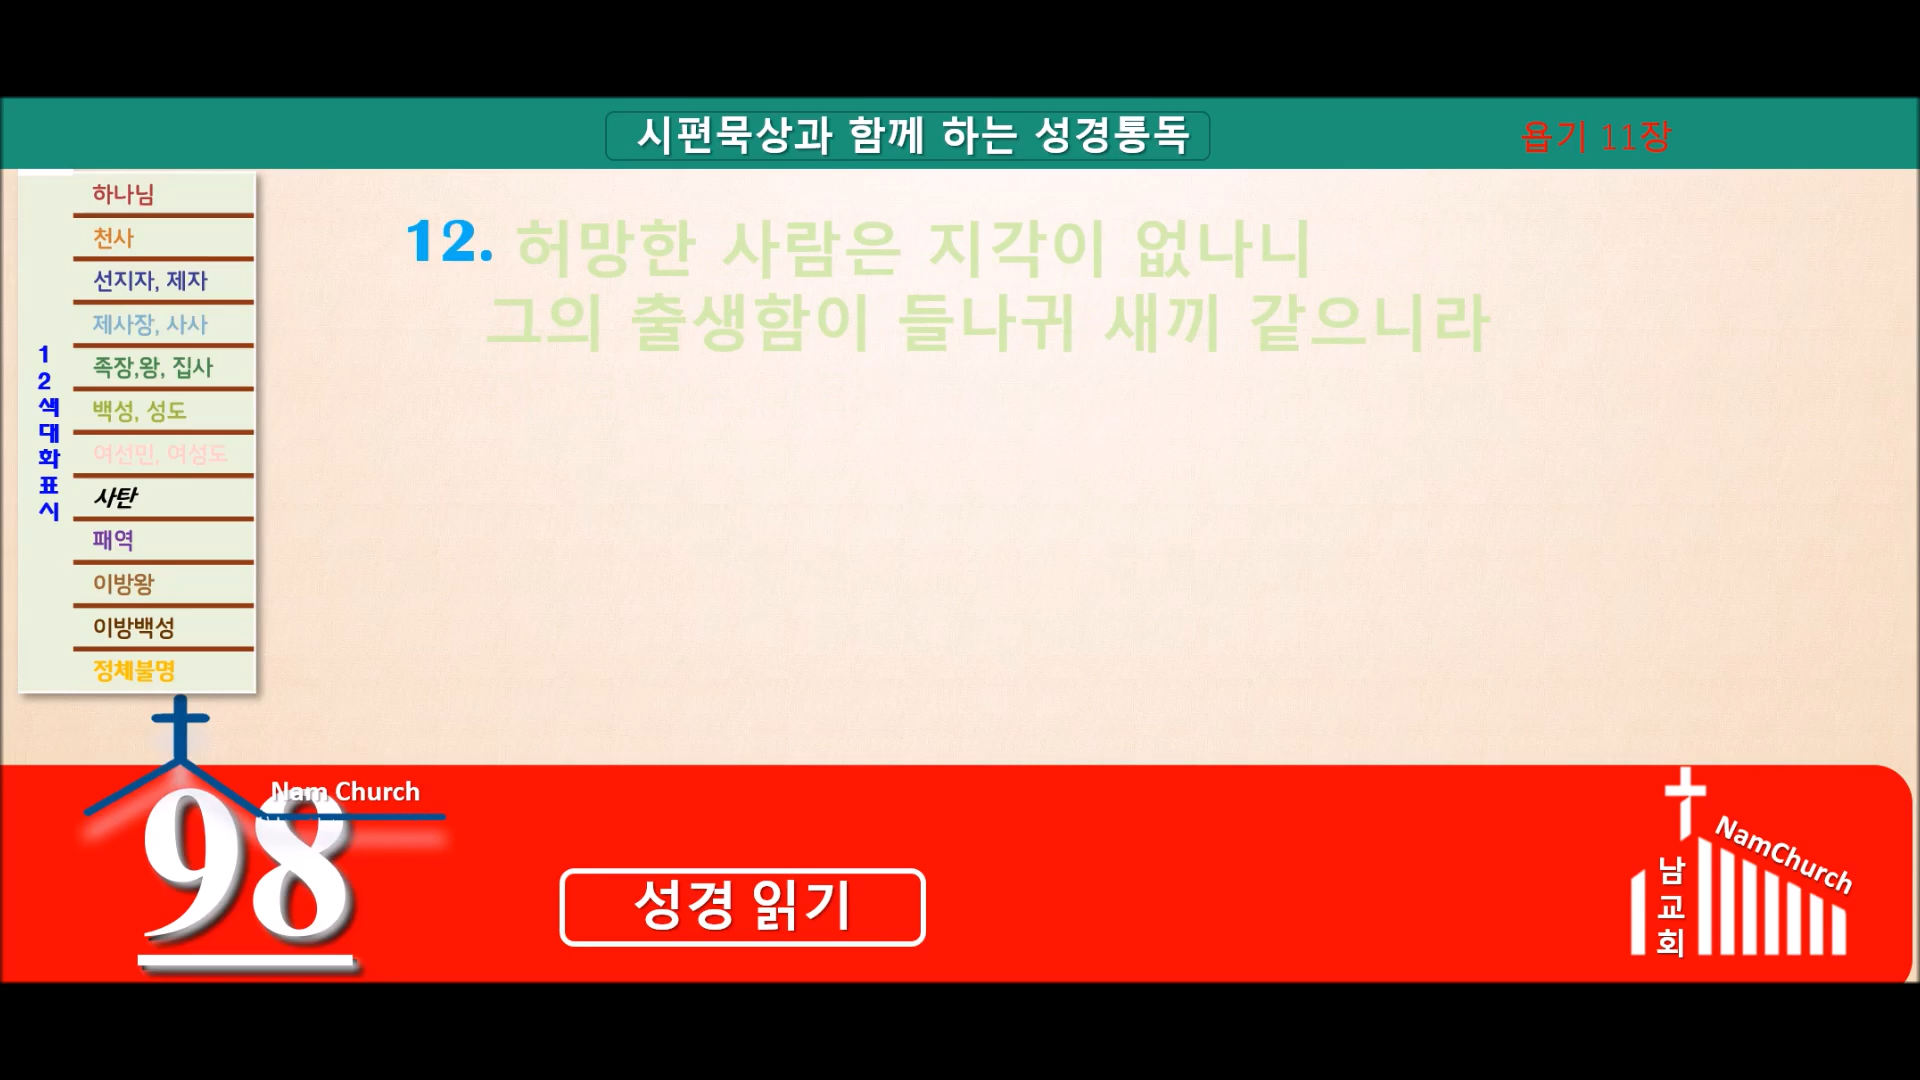 시편묵상과 함께 하는 성경통독
욥기 11장
12색대화표시
하나님
천사
선지자, 제자
제사장, 사사
족장,왕, 집사
백성, 성도
여선민, 여성도
사탄
패역
이방왕
이방백성
정체불명
12. 허망한 사람은 지각이 없나니
그의 출생함이 들나귀 새끼 같으니라
Nam Church
98
성경 읽기
NamChurch
남교회